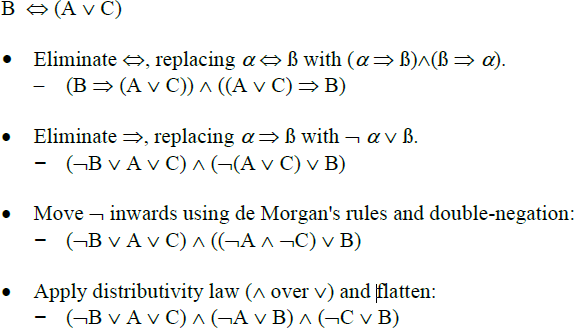 B ⇔ (A ∨ C)
• Eliminate ⇔, replacing α ⇔ ß with (α ⇒ ß)∧(ß ⇒ α).
– (B ⇒ (A ∨ C)) ∧ ((A ∨ C) ⇒ B)
• Eliminate ⇒, replacing α ⇒ ß with ¬ α ∨ ß.
– (¬B ∨ A ∨ C) ∧ (¬(A ∨ C) ∨ B)
• Move ¬ inwards using de Morgan's rules and double-negation:
– (¬B ∨ A ∨ C) ∧ ((¬A ∧ ¬C) ∨ B)
• Apply distributivity law (∧ over ∨) and flatten:
– (¬B ∨ A ∨ C) ∧ (¬A ∨ B) ∧ (¬C ∨ B)